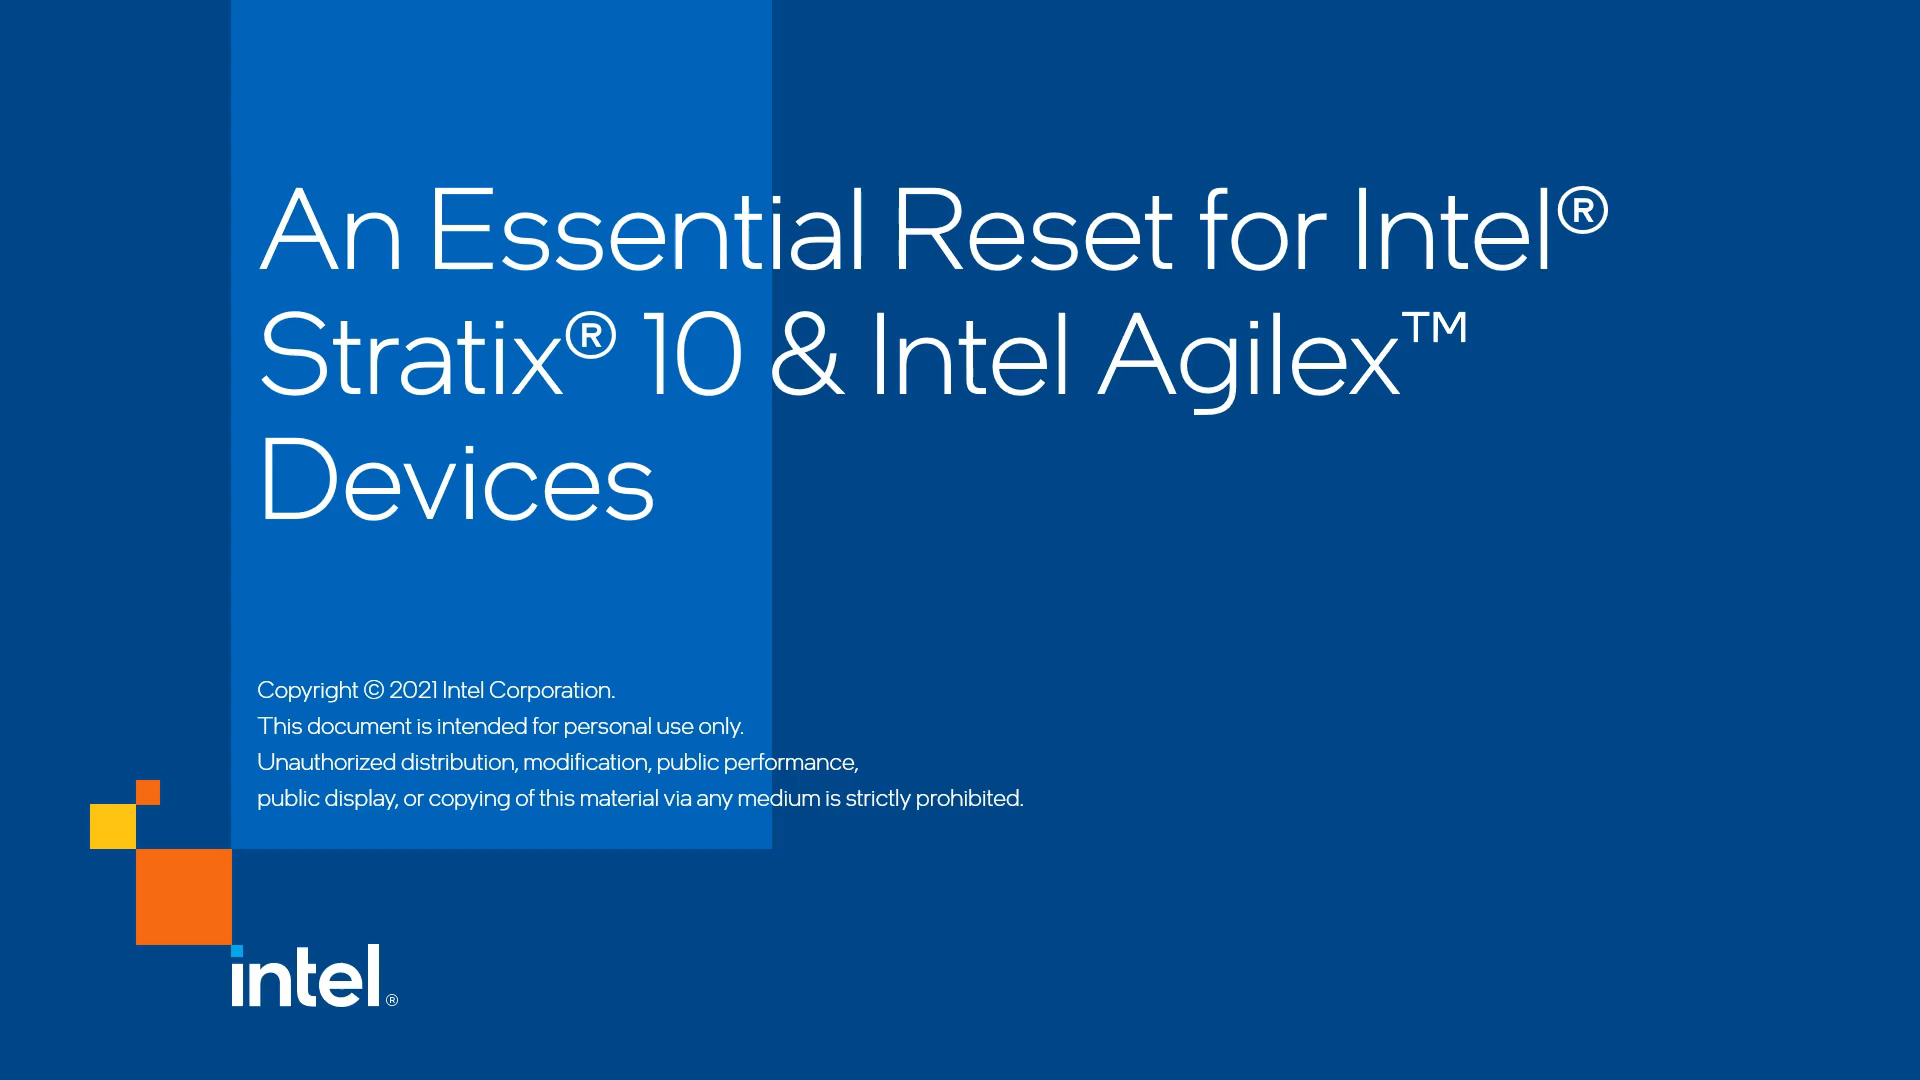 An Essential Reset for Intel®
Stratix® 10 & Intel Agilex™
Devices
Copyright © 2021 Intel Corporation.
This document is intended for personal use only.
Unauthorized distribution, modification, public performance,
public display, or copying of this material via any medium is strictly prohibited.
intel®